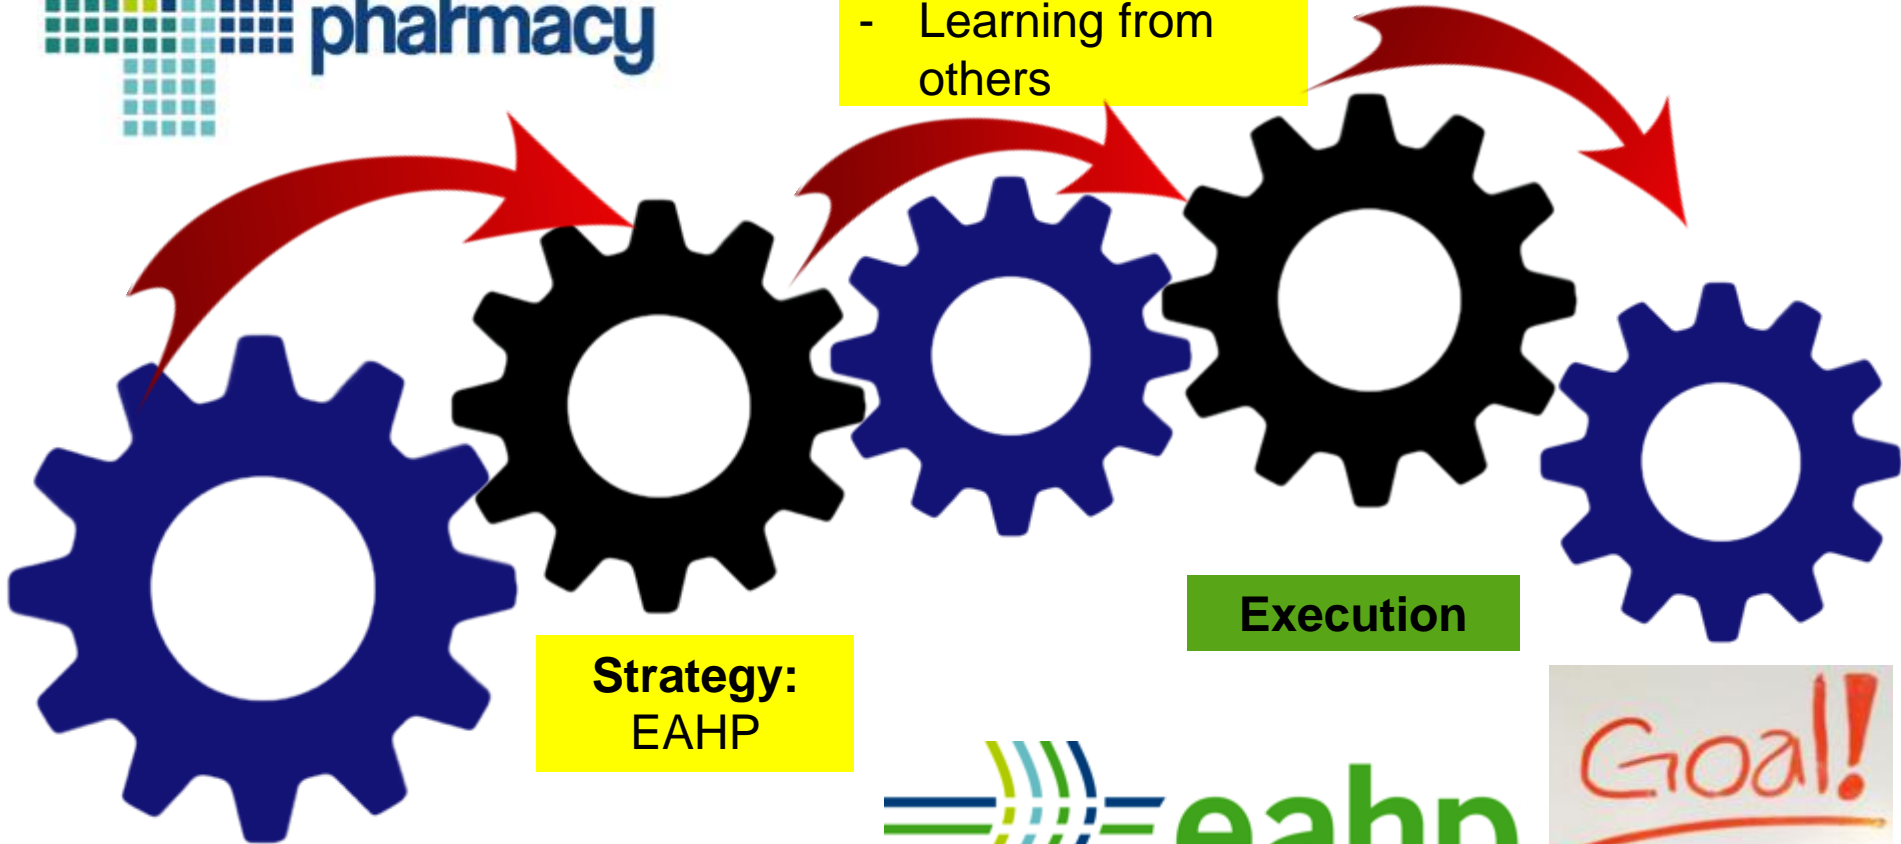 pharmacy
- Learning from
others
Execution
Strategy:
EAHP
Goal!
eahp